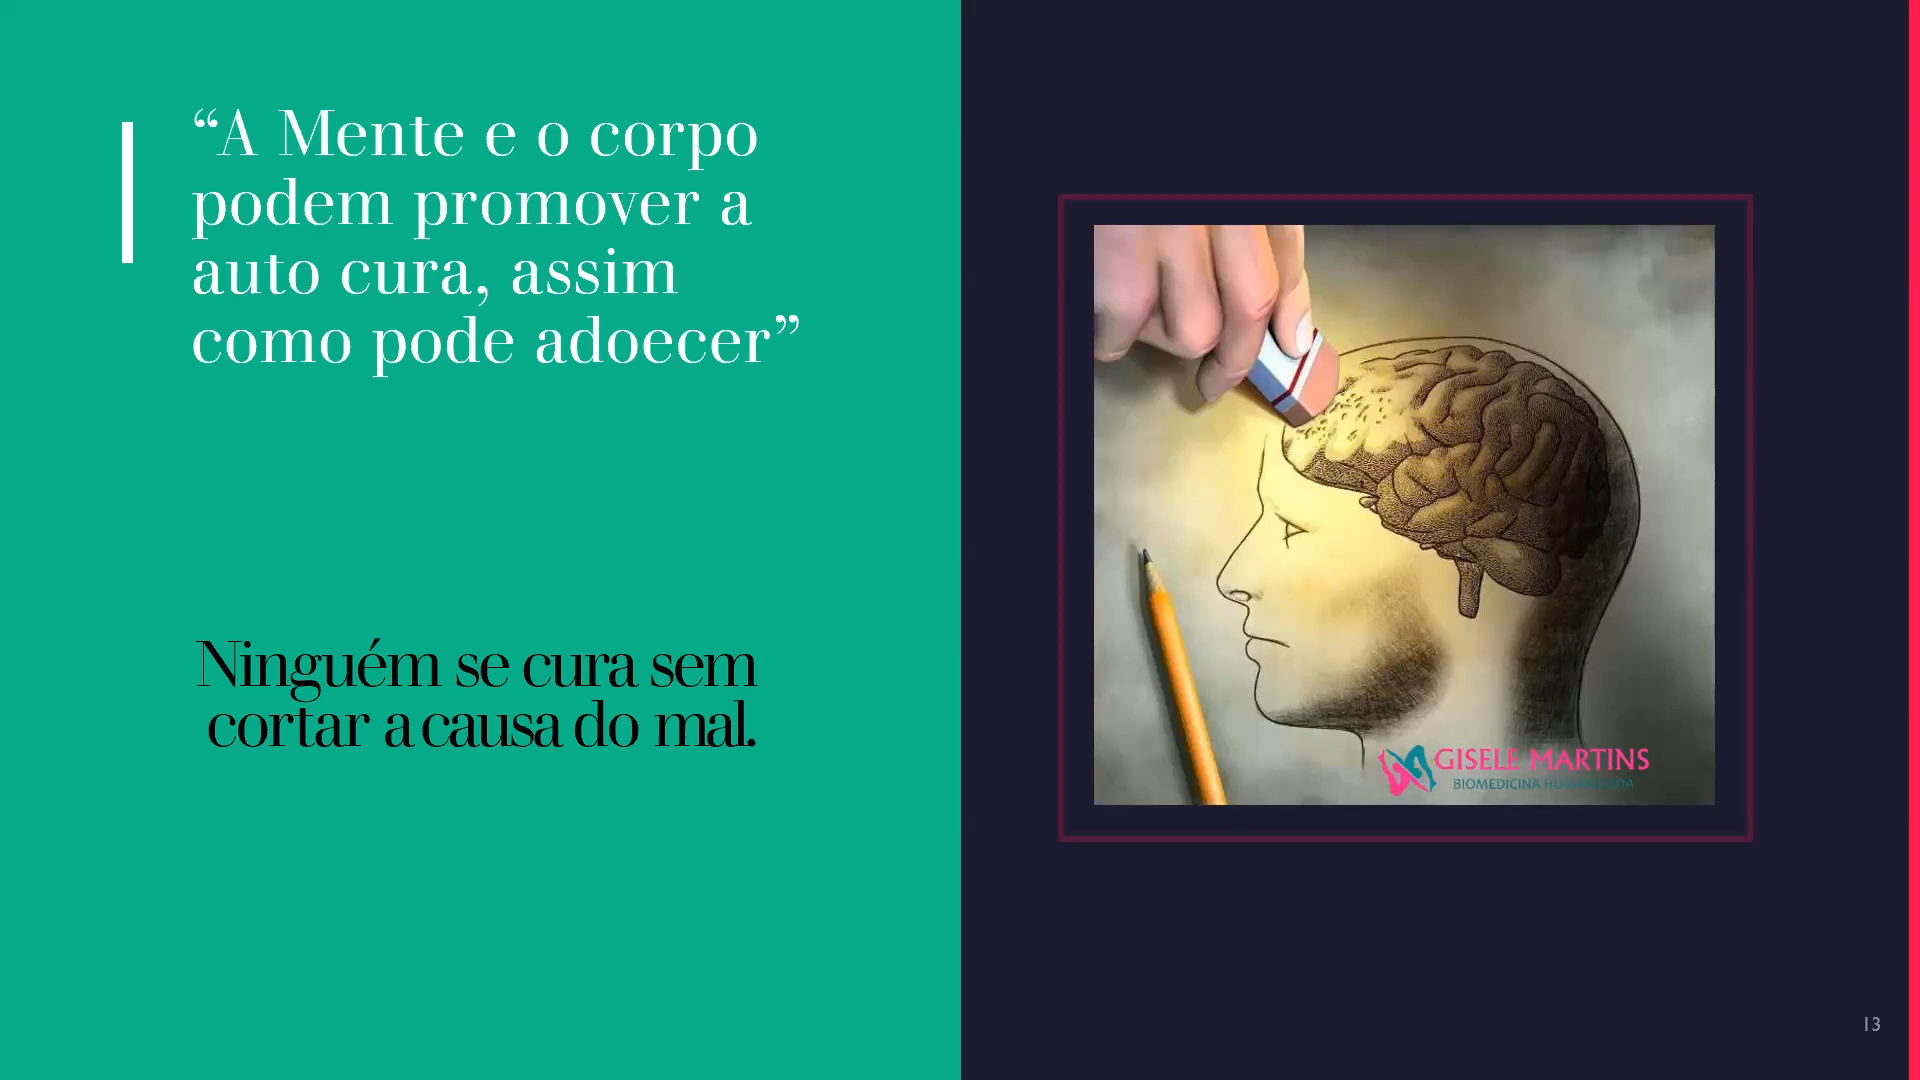 “A Mente e o corpo
podem promover a
auto cura, assim
como pode adoecer”
Ninguém se cura sem
cortar a causa do mal.
GISELE MARTINS
BIOMEDICINA
13